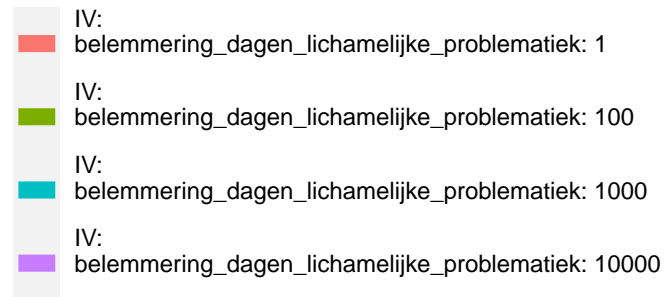 IV:
belemmering_dagen_lichamelijke_problematiek: 1
IV:
belemmering_dagen_lichamelijke_problematiek: 100
IV:
belemmering_dagen_lichamelijke_problematiek: 1000
IV:
belemmering_dagen_lichamelijke_problematiek: 10000